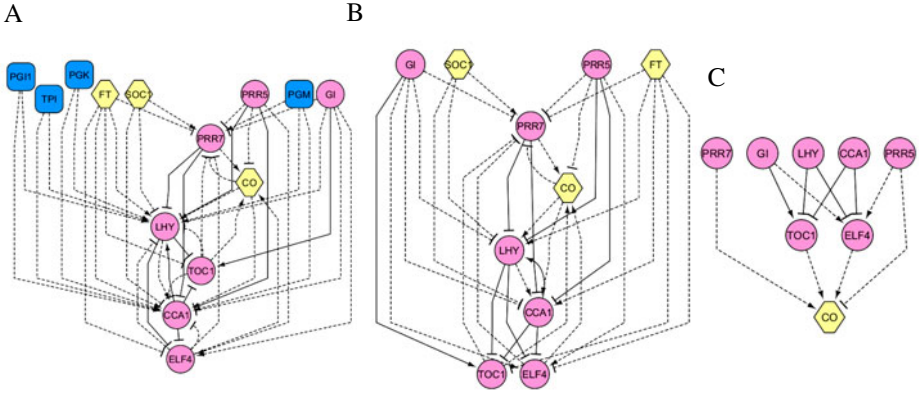 A
PGI1
TPI
PGK
FT
SOC1
PRR5
PGM
GI
PRR7
CO
LHY
TOC1
CCA1
ELF4
B
GI
SOC1
PRR5
FT
PRR7
CO
LHY
CCA1
TOC1
ELF4
C
PRR7
GI
LHY
CCA1
PRR5
TOC1
ELF4
CO